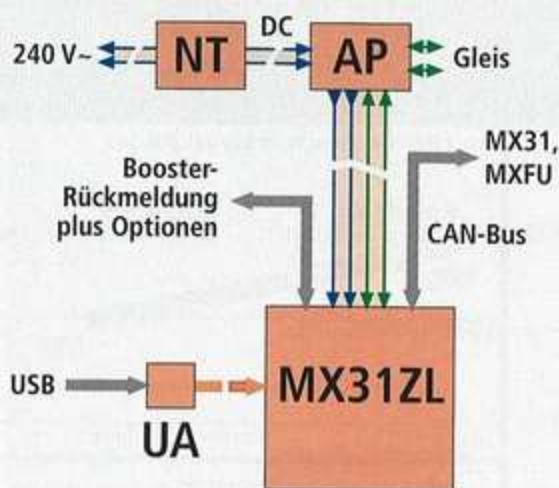 240 V~
NT
DC
AP
Gleis
MX31,
MXFU
Booster-
Rückmeldung
plus Optionen
CAN-Bus
USB
UA
MX31ZL